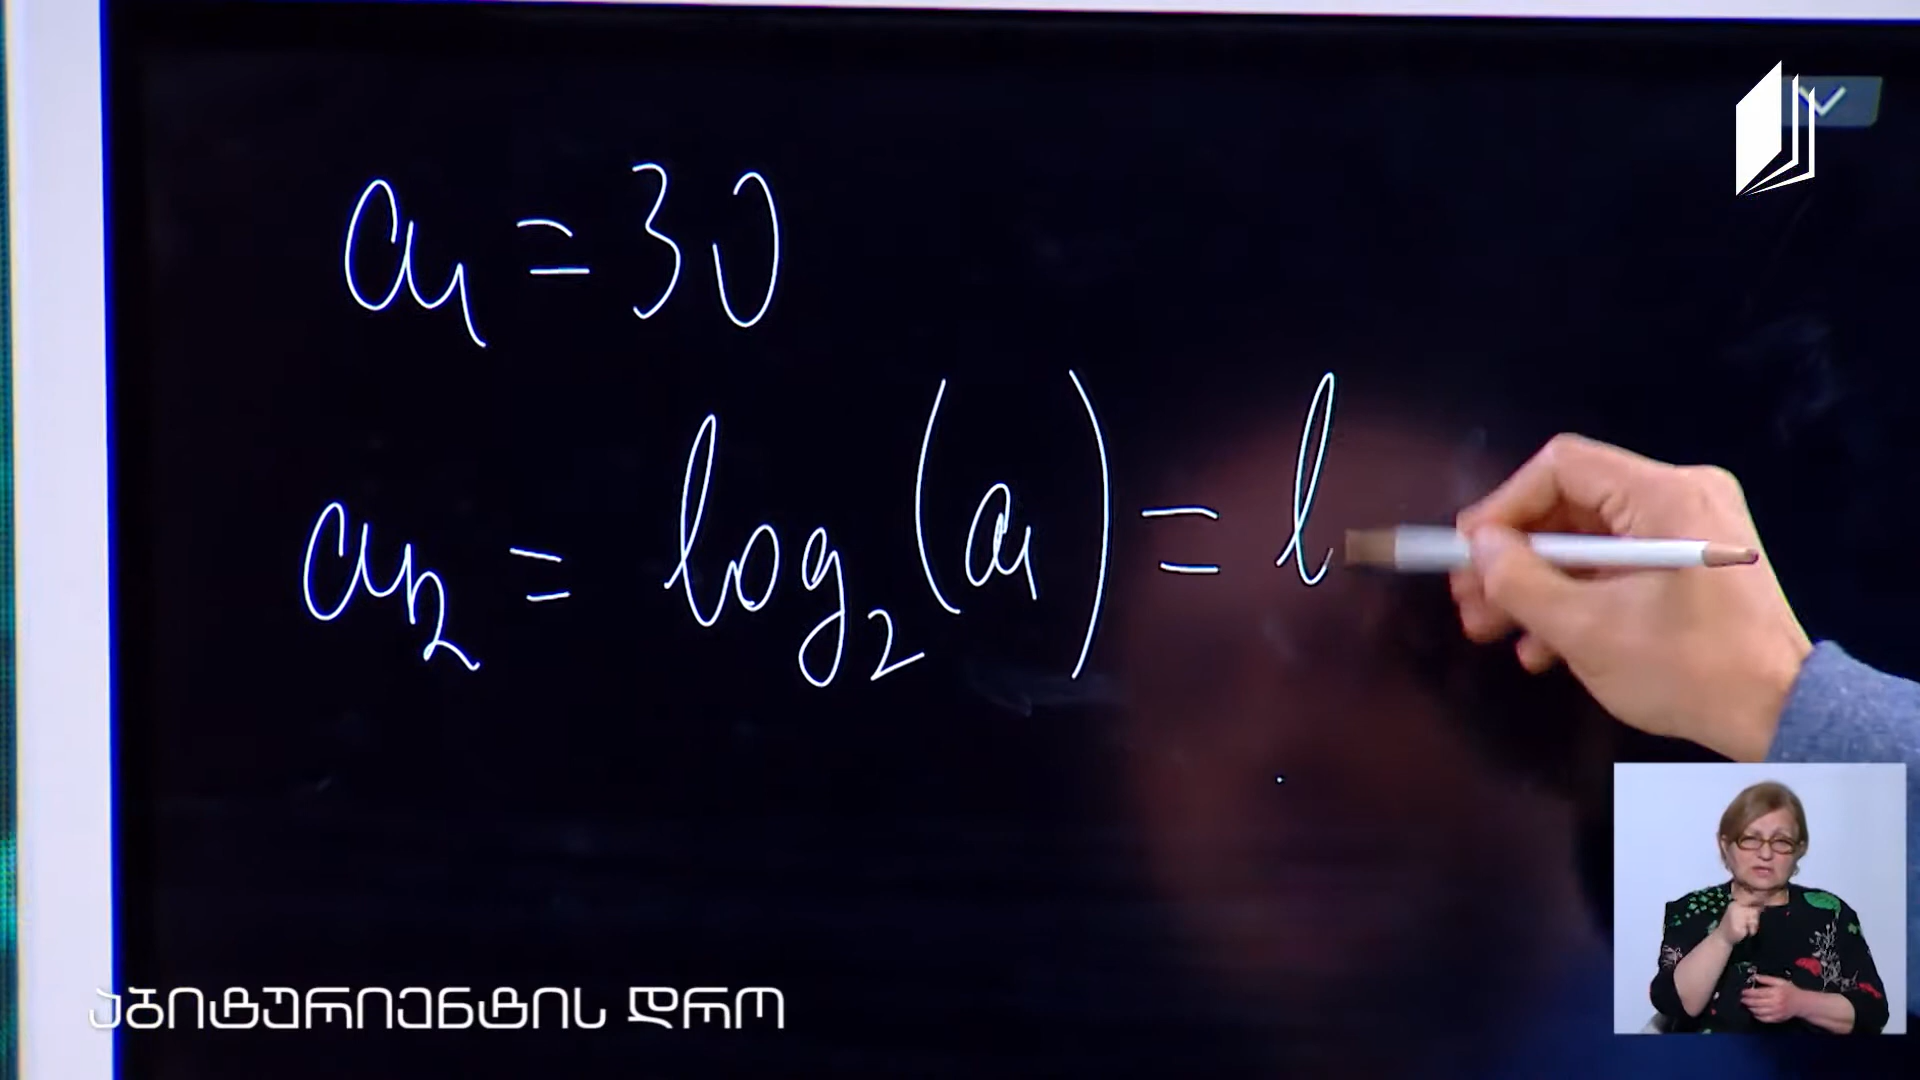 a₁ = 30
a₂ = log₂(a₁) = l
აბიტურიენტის დრო